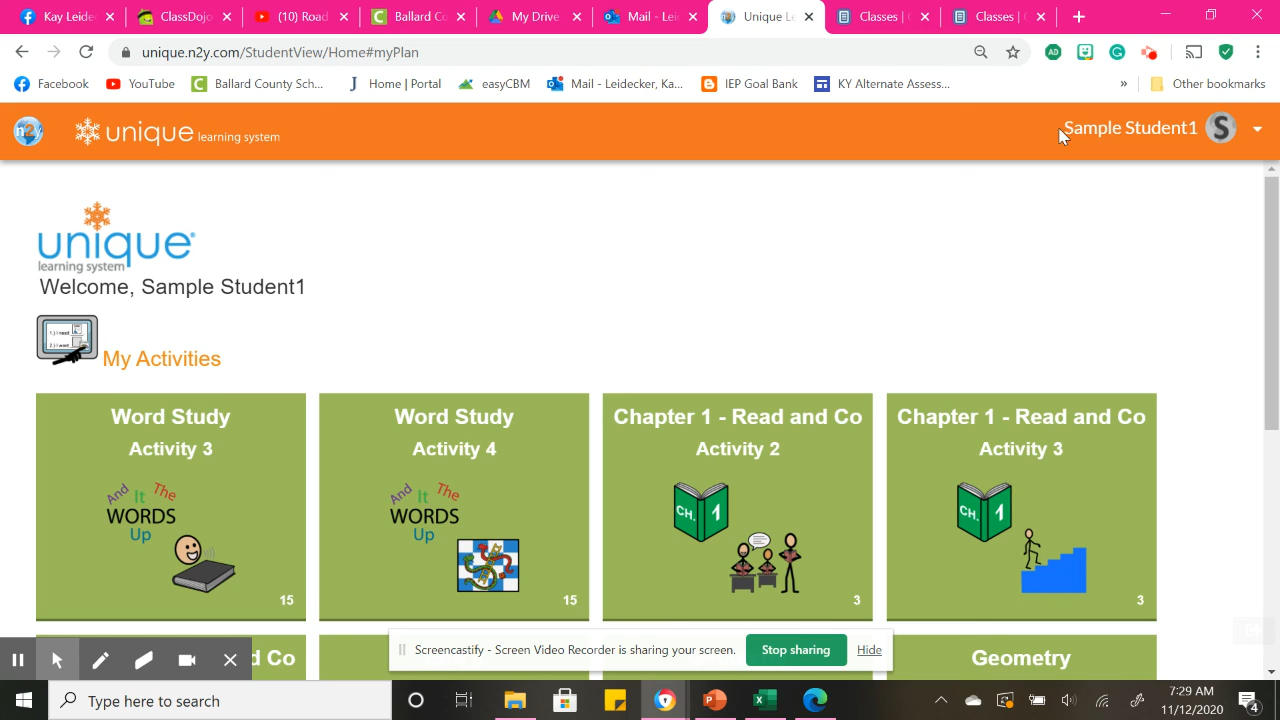 Kay Leidec
ClassDojo
(10) Road
Ballard Co
My Drive
Mail - Lei
Unique Le
Classes | G
Classes | G
unique.n2y.com/StudentView/Home#myPlan
Facebook
YouTube
Ballard County Sch...
Home | Portal
easyCBM
Mail - Leidecker, Ka...
IEP Goal Bank
KY Alternate Assess...
»
Other bookmarks
n2y
unique learning system
Sample Student1
S
unique
learning system
Welcome, Sample Student1
My Activities
Word Study
Activity 3
And It The
WORDS
Up
15
Word Study
Activity 4
And It The
WORDS
Up
15
Chapter 1 - Read and Co
Activity 2
CH. 1
3
Chapter 1 - Read and Co
Activity 3
CH. 1
3
d Co
Geometry
Screencastify - Screen Video Recorder is sharing your screen.
Stop sharing
Hide
Type here to search
7:29 AM
11/12/2020
4